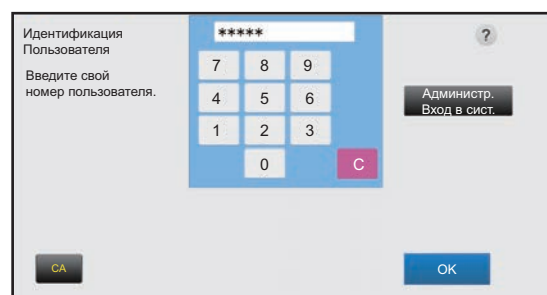 Идентификация
Пользователя
Введите свой
номер пользователя.
*****
7 8 9
4 5 6
1 2 3
0 C
?
Администр.
Вход в сист.
CA
OK